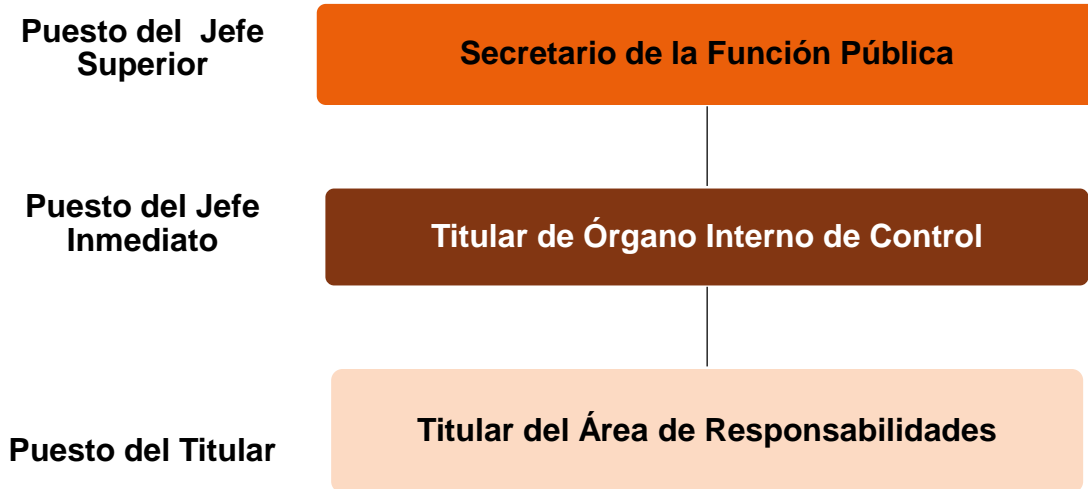 Puesto del Jefe
Superior
Secretario de la Función Pública
Puesto del Jefe
Inmediato
Titular de Órgano Interno de Control
Puesto del Titular
Titular del Área de Responsabilidades